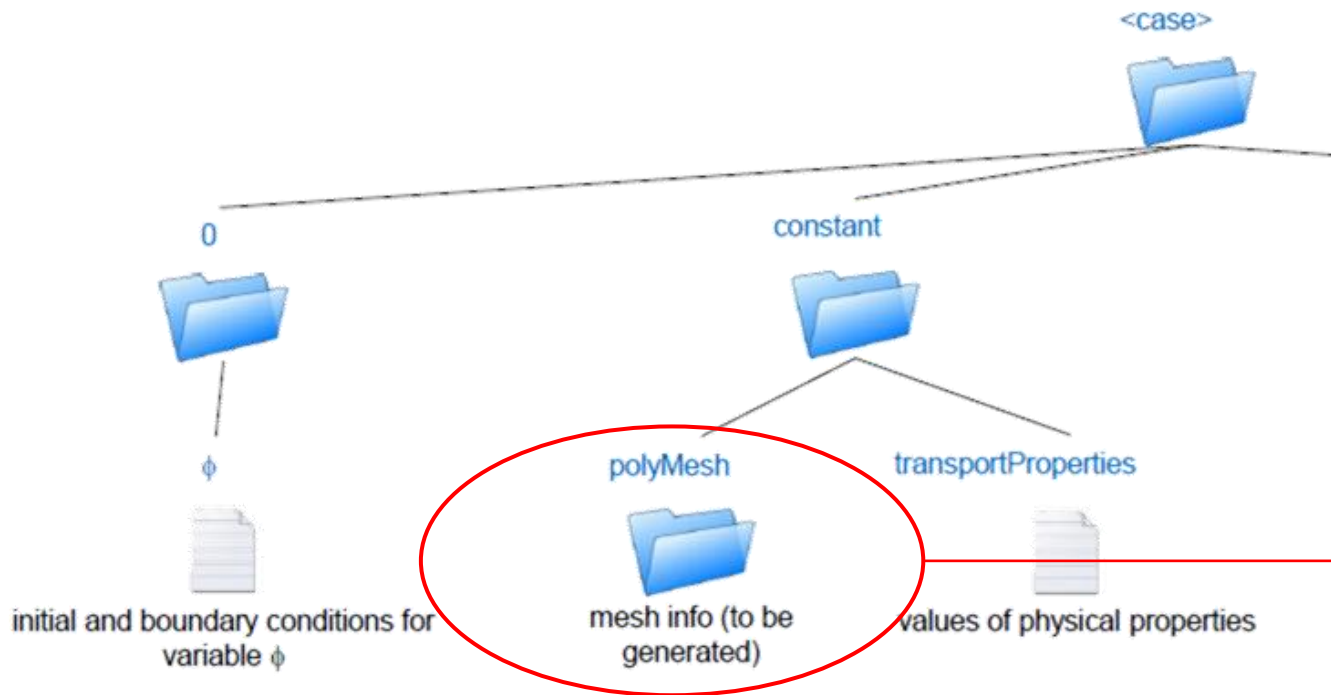 <case>
0
constant
ϕ
polyMesh
transportProperties
initial and boundary conditions for
variable ϕ
mesh info (to be
generated)
values of physical properties